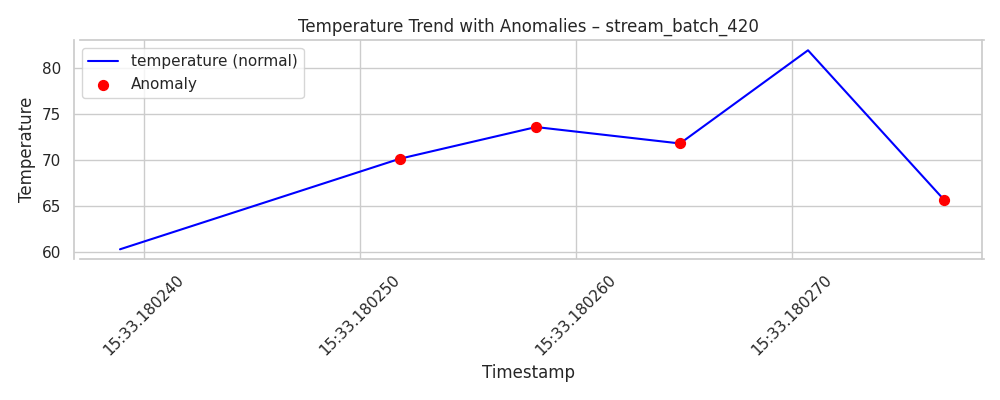 Temperature Trend with Anomalies – stream_batch_420
temperature (normal)
Anomaly
Temperature
80
75
70
65
60
15:33.180240
15:33.180250
15:33.180260
15:33.180270
Timestamp